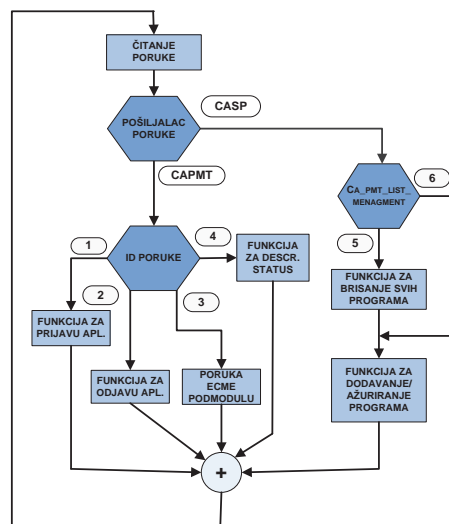 ČITANJE
PORUKE
POŠILJALAC
PORUKE
CASP
CAPMT
CA_PMT_LIST_
MENAGMENT
6
5
1
ID PORUKE
4
2
3
FUNKCIJA
ZA DESCR.
STATUS
FUNKCIJA ZA
BRISANJE SVIH
PROGRAMA
FUNKCIJA ZA
PRIJAVU APL.
FUNKCIJA ZA
ODJAVU APL.
PORUKA
ECME
PODMODULU
FUNKCIJA ZA
DODAVANJE/
AŽURIRANJE
PROGRAMA
+